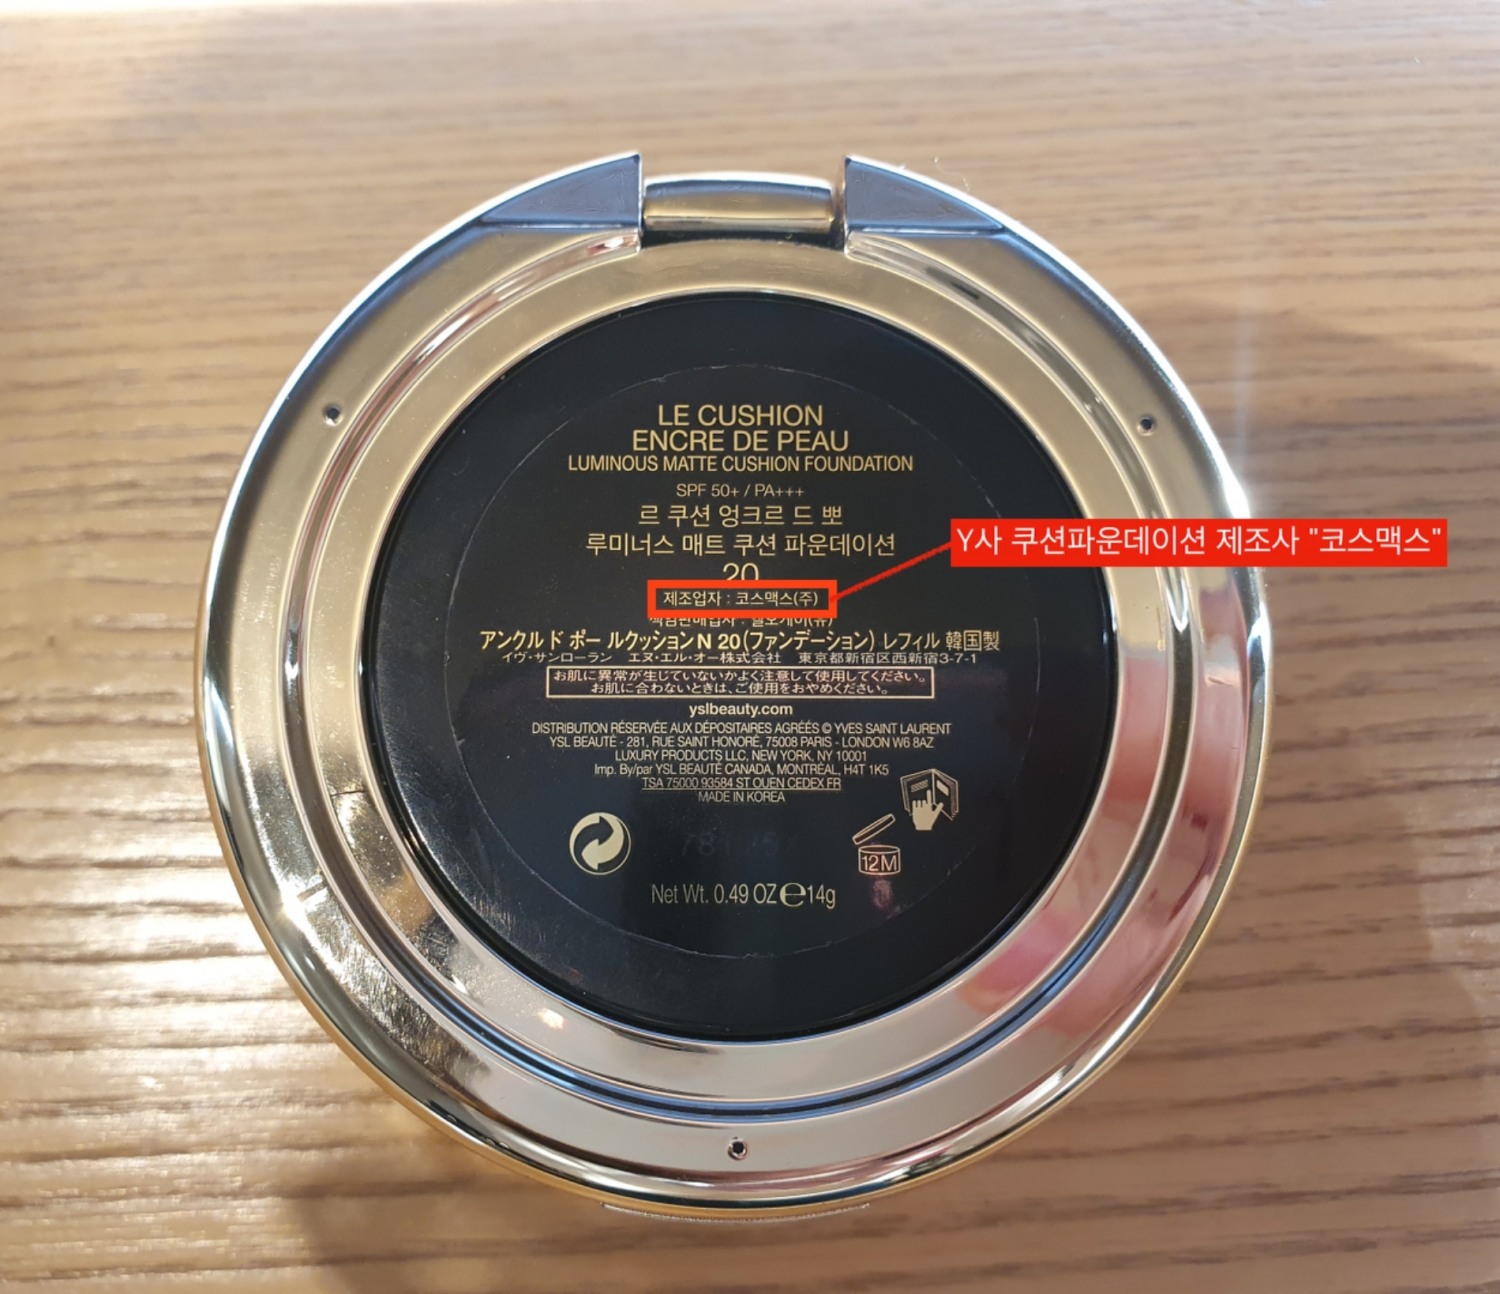 LE CUSHION
ENCRE DE PEAU
LUMINOUS MATTE CUSHION FOUNDATION
SPF 50+ / PA+++
르 쿠션 엉크르 드 뽀
루미너스 매트 쿠션 파운데이션
Y사 쿠션파운데이션 제조사 "코스맥스"
20
제조업자 : 코스맥스(주)
책임판매업자 : 엘오케이(유)
アンクル ド ポー ルクッション N 20(ファンデーション) レフィル 韓国製
イヴ・サンローラン エヌ・エル・オー株式会社 東京都新宿区西新宿3-7-1
お肌に異常が生じていないかよく注意して使用してください。
お肌に合わないときは、ご使用をおやめください。
yslbeauty.com
DISTRIBUTION RÉSERVÉE AUX DÉPOSITAIRES AGRÉÉS © YVES SAINT LAURENT
YSL BEAUTÉ - 281, RUE SAINT HONORÉ, 75008 PARIS - LONDON W6 8AZ
LUXURY PRODUCTS LLC, NEW YORK, NY 10001
Imp. By/par YSL BEAUTÉ CANADA, MONTRÉAL, H4T 1K5
TSA 75000 93584 ST OUEN CEDEX FR
MADE IN KOREA
12M
Net Wt. 0.49 OZ e 14g